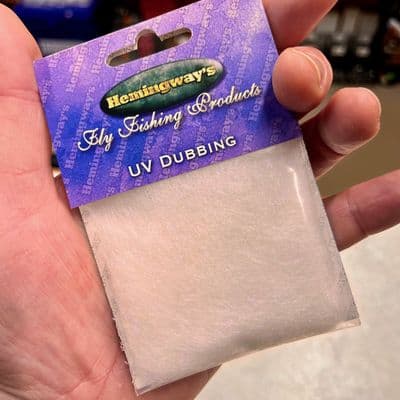 Hemingway's
Fly Fishing Products
UV DUBBING